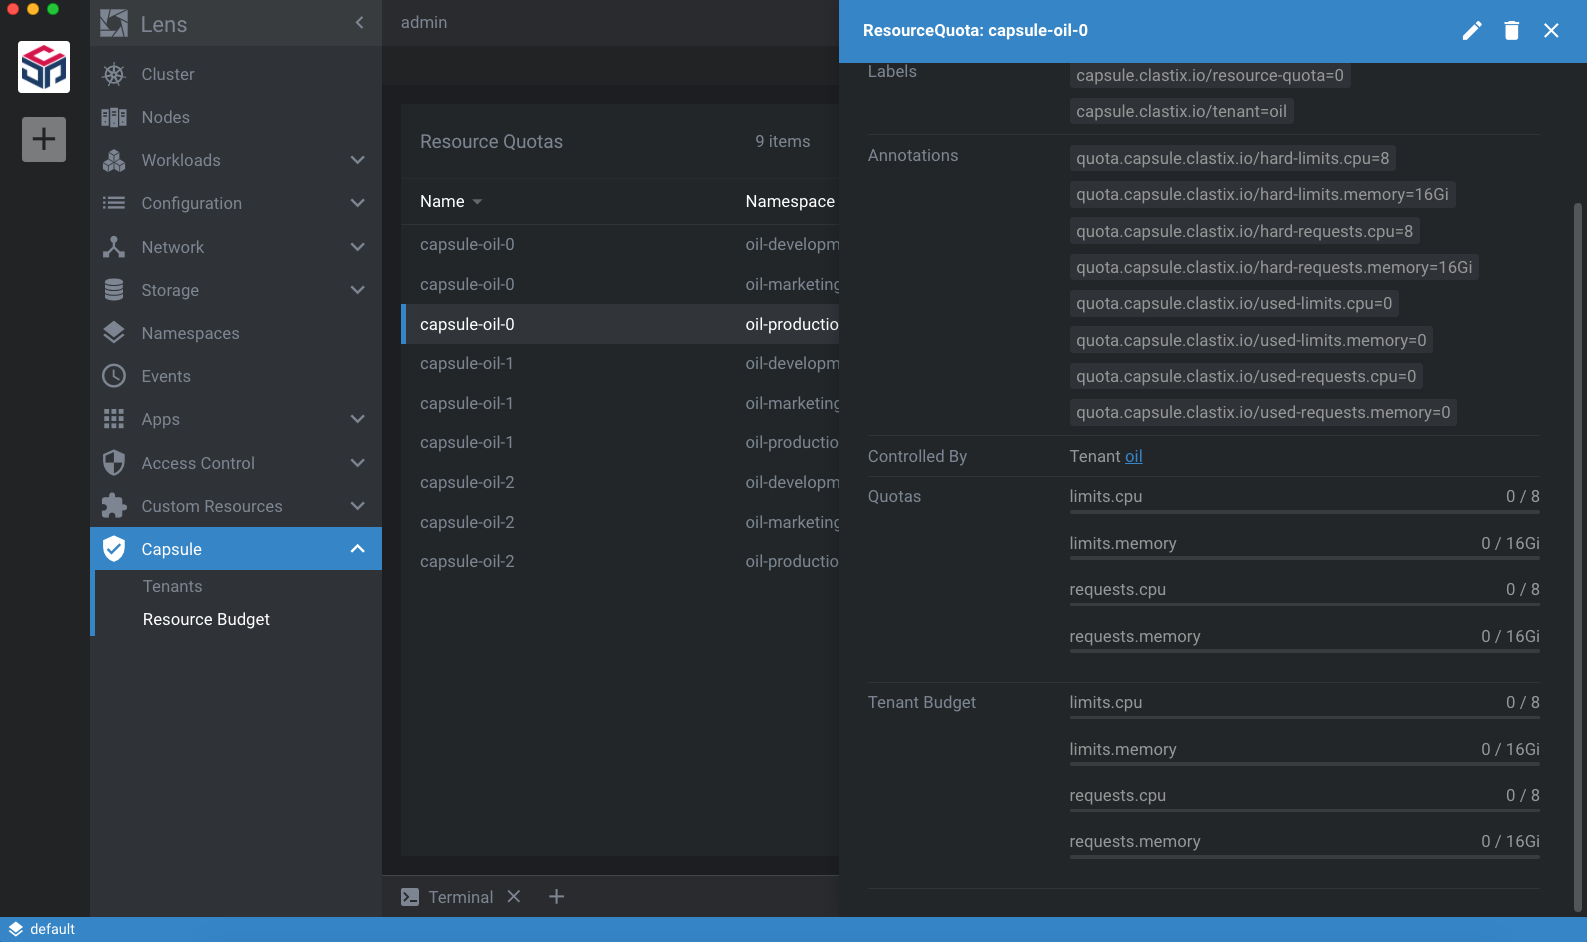 Lens
Cluster
Nodes
Workloads
Configuration
Network
Storage
Namespaces
Events
Apps
Access Control
Custom Resources
Capsule
Tenants
Resource Budget
admin
Resource Quotas 9 items
Name Namespace
capsule-oil-0 oil-developm
capsule-oil-0 oil-marketing
capsule-oil-0 oil-productio
capsule-oil-1 oil-developm
capsule-oil-1 oil-marketing
capsule-oil-1 oil-productio
capsule-oil-2 oil-developm
capsule-oil-2 oil-marketing
capsule-oil-2 oil-productio
Terminal
ResourceQuota: capsule-oil-0
Labels capsule.clastix.io/resource-quota=0
capsule.clastix.io/tenant=oil
Annotations quota.capsule.clastix.io/hard-limits.cpu=8
quota.capsule.clastix.io/hard-limits.memory=16Gi
quota.capsule.clastix.io/hard-requests.cpu=8
quota.capsule.clastix.io/hard-requests.memory=16Gi
quota.capsule.clastix.io/used-limits.cpu=0
quota.capsule.clastix.io/used-limits.memory=0
quota.capsule.clastix.io/used-requests.cpu=0
quota.capsule.clastix.io/used-requests.memory=0
Controlled By Tenant oil
Quotas limits.cpu 0 / 8
limits.memory 0 / 16Gi
requests.cpu 0 / 8
requests.memory 0 / 16Gi
Tenant Budget limits.cpu 0 / 8
limits.memory 0 / 16Gi
requests.cpu 0 / 8
requests.memory 0 / 16Gi
default